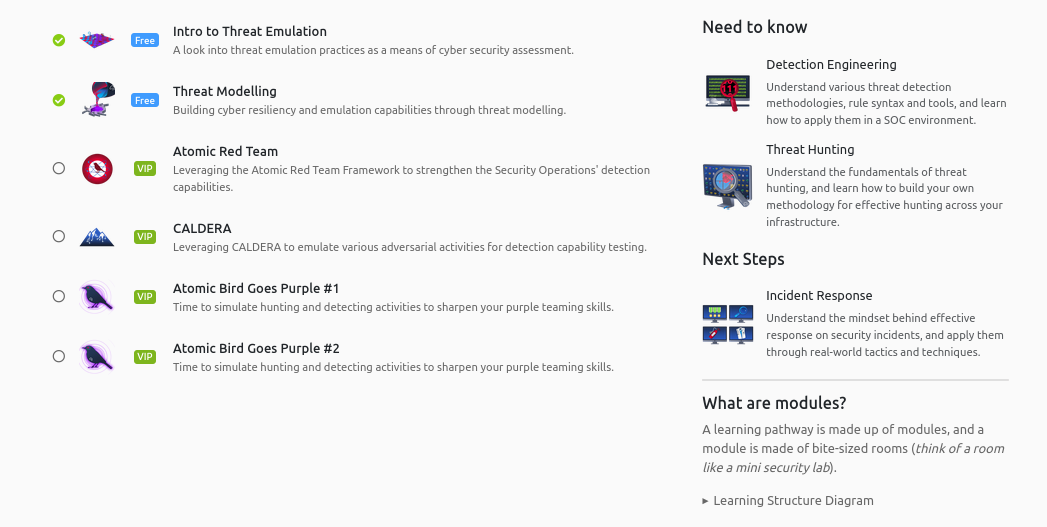 Free
Intro to Threat Emulation
A look into threat emulation practices as a means of cyber security assessment.
Free
Threat Modelling
Building cyber resiliency and emulation capabilities through threat modelling.
VIP
Atomic Red Team
Leveraging the Atomic Red Team Framework to strengthen the Security Operations' detection
capabilities.
VIP
CALDERA
Leveraging CALDERA to emulate various adversarial activities for detection capability testing.
VIP
Atomic Bird Goes Purple #1
Time to simulate hunting and detecting activities to sharpen your purple teaming skills.
VIP
Atomic Bird Goes Purple #2
Time to simulate hunting and detecting activities to sharpen your purple teaming skills.
Need to know
Detection Engineering
Understand various threat detection
methodologies, rule syntax and tools, and learn
how to apply them in a SOC environment.
Threat Hunting
Understand the fundamentals of threat
hunting, and learn how to build your own
methodology for effective hunting across your
infrastructure.
Next Steps
Incident Response
Understand the mindset behind effective
response on security incidents, and apply them
through real-world tactics and techniques.
What are modules?
A learning pathway is made up of modules, and a
module is made of bite-sized rooms (think of a room
like a mini security lab).
▸ Learning Structure Diagram